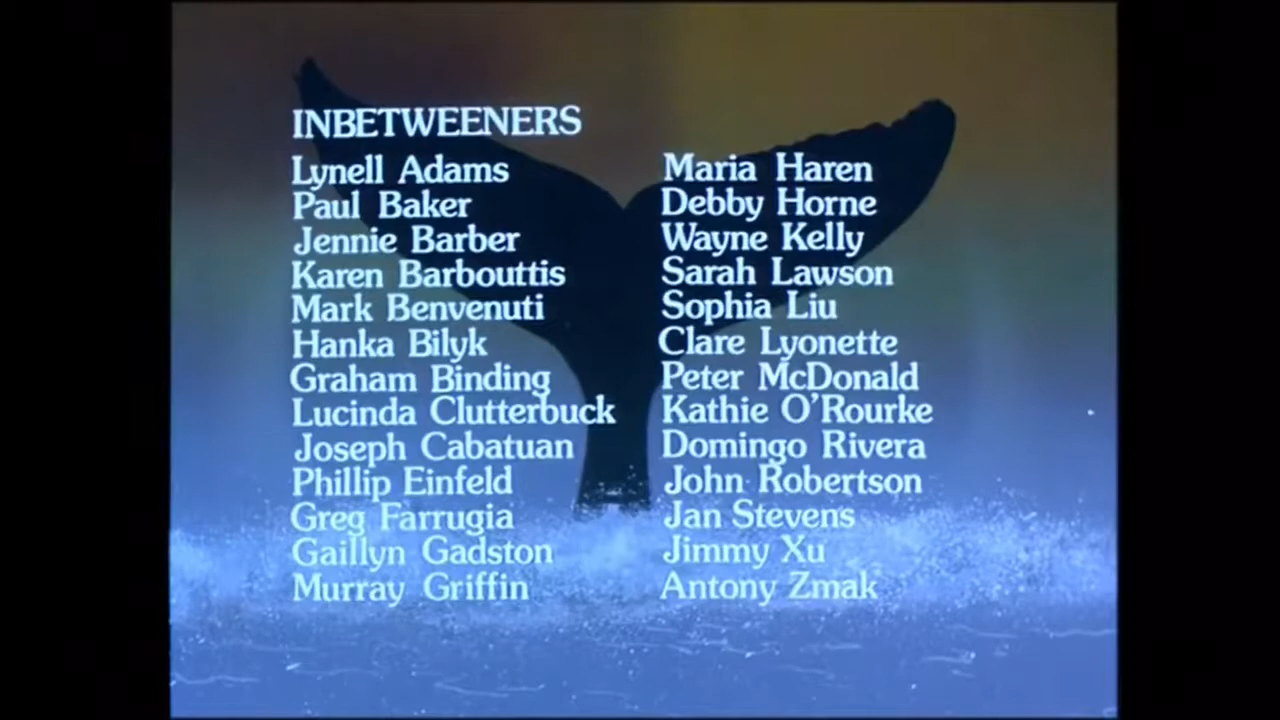 INBETWEENERS
Lynell Adams
Paul Baker
Jennie Barber
Karen Barbouttis
Mark Benvenuti
Hanka Bilyk
Graham Binding
Lucinda Clutterbuck
Joseph Cabatuan
Phillip Einfeld
Greg Farrugia
Gaillyn Gadston
Murray Griffin
Maria Haren
Debby Horne
Wayne Kelly
Sarah Lawson
Sophia Liu
Clare Lyonette
Peter McDonald
Kathie O'Rourke
Domingo Rivera
John Robertson
Jan Stevens
Jimmy Xu
Antony Zmak